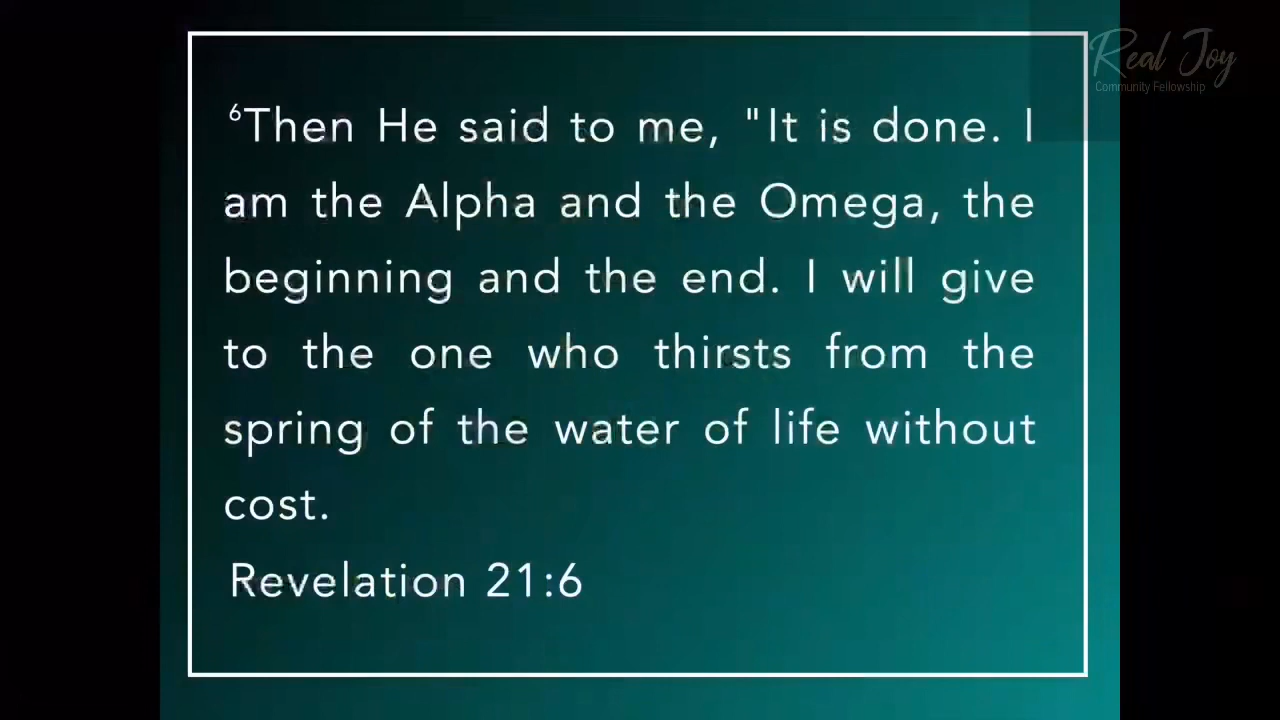 Real Joy
Community Fellowship
⁶Then He said to me, "It is done. I
am the Alpha and the Omega, the
beginning and the end. I will give
to the one who thirsts from the
spring of the water of life without
cost.
Revelation 21:6